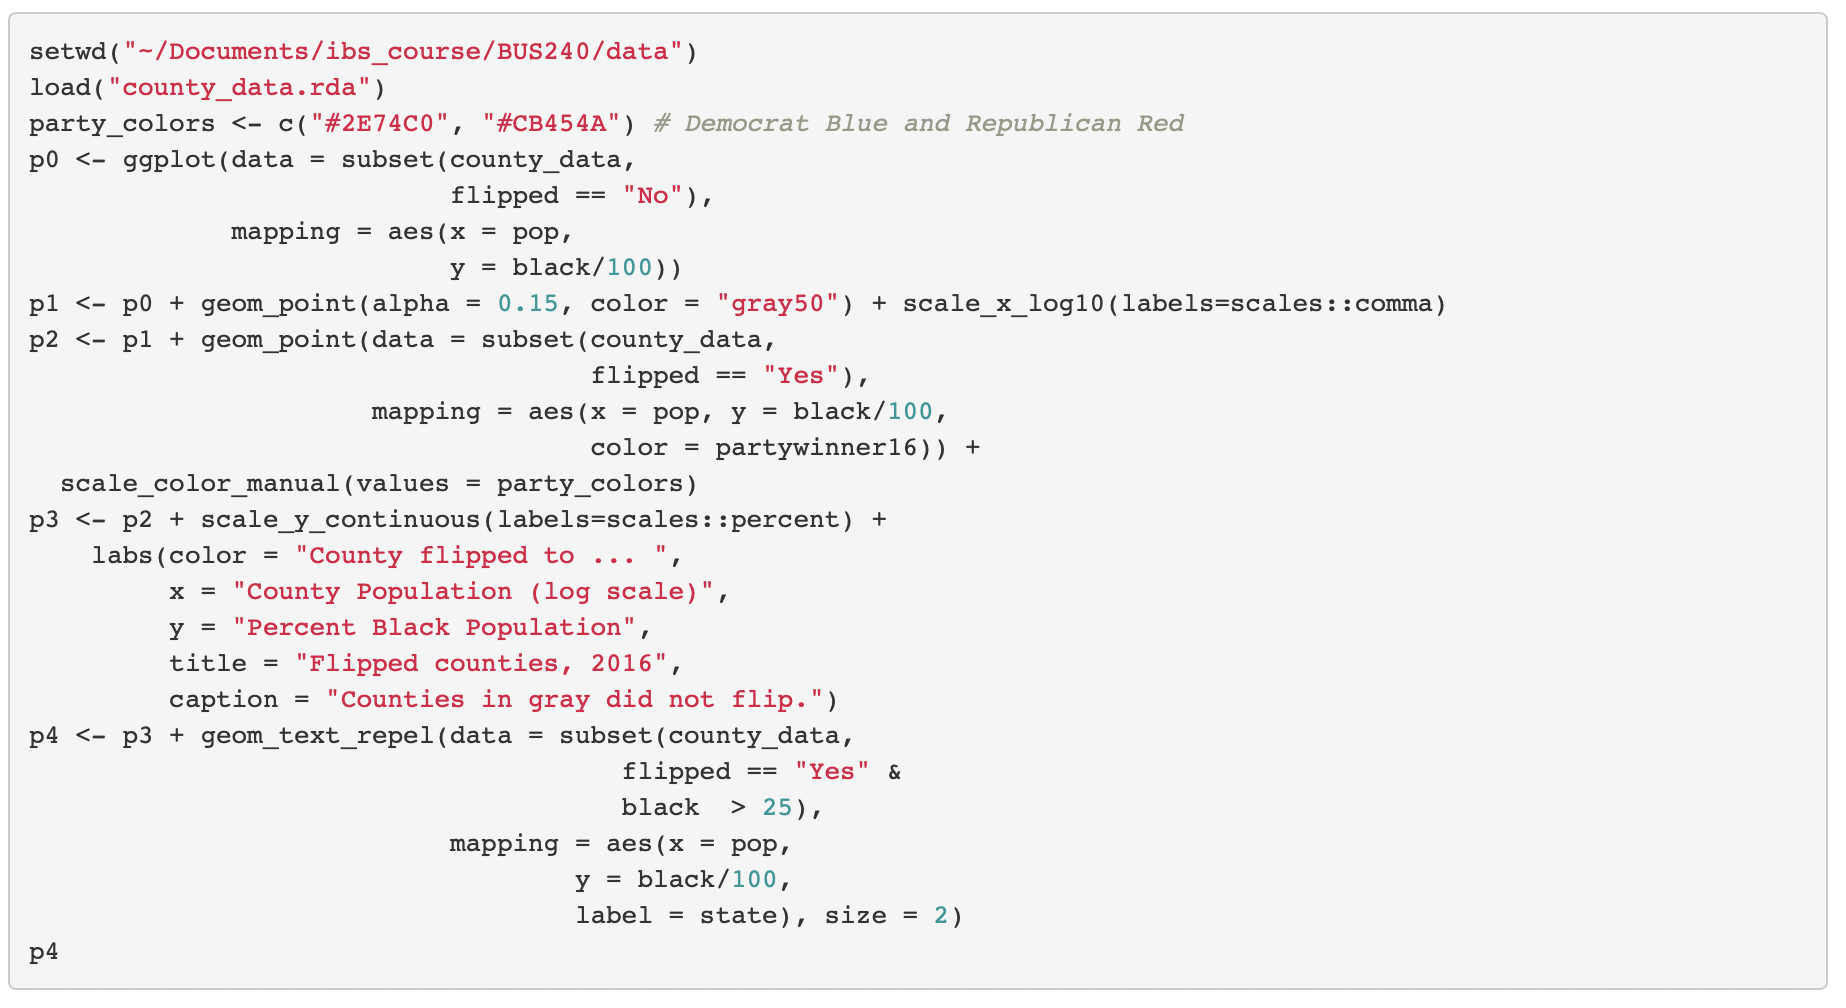 setwd("~/Documents/ibs_course/BUS240/data")
load("county_data.rda")
party_colors <- c("#2E74C0", "#CB454A") # Democrat Blue and Republican Red
p0 <- ggplot(data = subset(county_data,
                           flipped == "No"),
             mapping = aes(x = pop,
                           y = black/100))
p1 <- p0 + geom_point(alpha = 0.15, color = "gray50") + scale_x_log10(labels=scales::comma)
p2 <- p1 + geom_point(data = subset(county_data,
                                    flipped == "Yes"),
                      mapping = aes(x = pop, y = black/100,
                                    color = partywinner16)) +
  scale_color_manual(values = party_colors)
p3 <- p2 + scale_y_continuous(labels=scales::percent) +
    labs(color = "County flipped to ... ",
         x = "County Population (log scale)",
         y = "Percent Black Population",
         title = "Flipped counties, 2016",
         caption = "Counties in gray did not flip.")
p4 <- p3 + geom_text_repel(data = subset(county_data,
                                      flipped == "Yes" &
                                      black  > 25),
                           mapping = aes(x = pop,
                                   y = black/100,
                                   label = state), size = 2)
p4